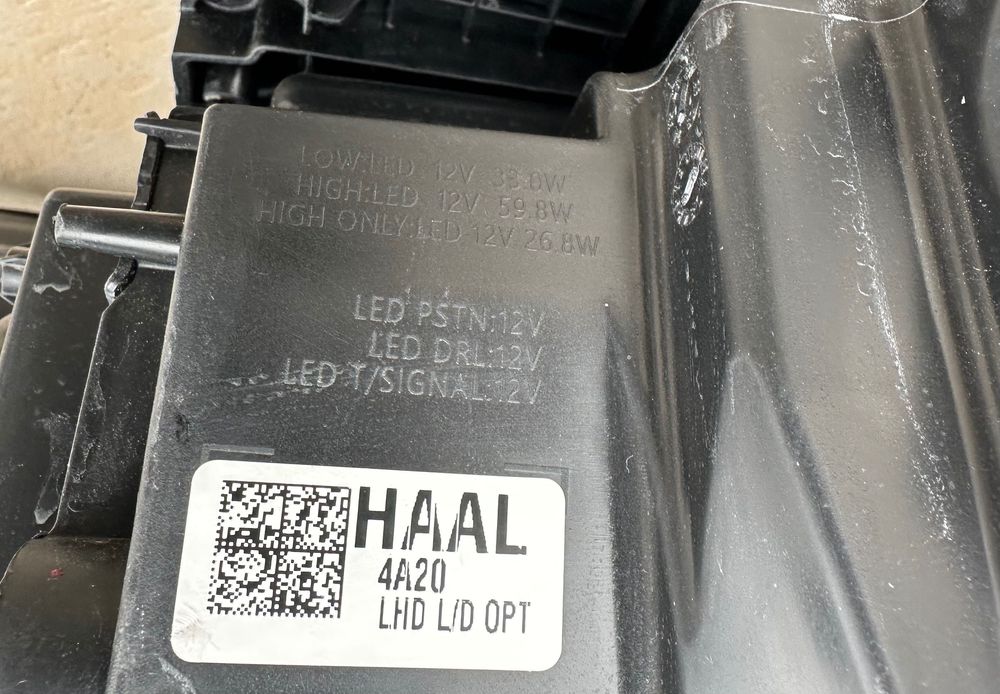 LOW:LED 12V 33.0W
HIGH:LED 12V 59.8W
HIGH ONLY:LED 12V 26.8W
LED PSTN:12V
LED DRL:12V
LED T/SIGNAL:12V
HAAL
4A20
LHD L/D OPT